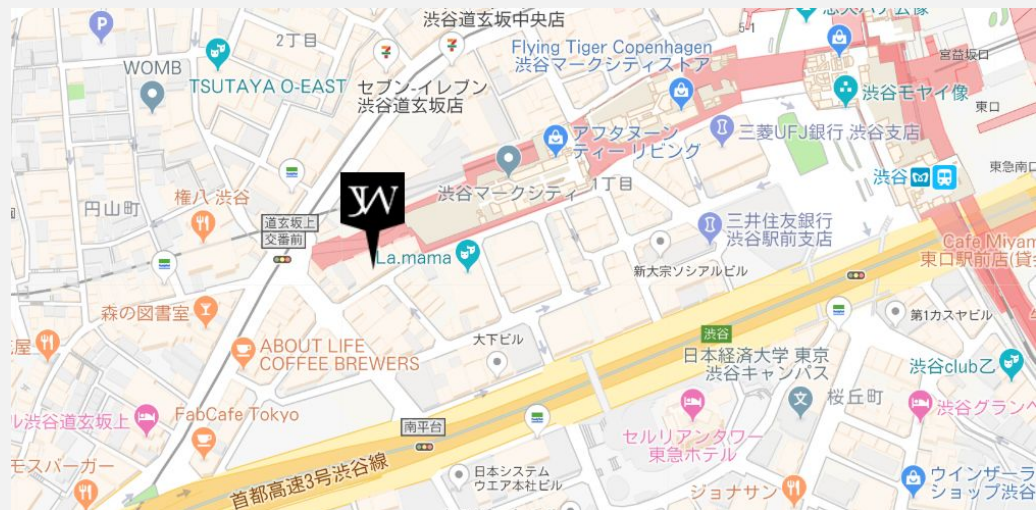 渋谷道玄坂中央店
2丁目
WOMB
TSUTAYA O-EAST
セブン-イレブン
渋谷道玄坂店
Flying Tiger Copenhagen
渋谷マークシティストア
5-1
宮益坂口
渋谷モヤイ像
東口
三菱UFJ銀行 渋谷支店
アフタヌーン
ティー リビング
渋谷マークシティ
1丁目
渋谷
東急南口
権八 渋谷
円山町
JW
道玄坂上
交番前
La.mama
三井住友銀行
渋谷駅前支店
新大宗ソシアルビル
Cafe Miyam
東口駅前店(貸
森の図書室
第1カスヤビル
ABOUT LIFE
COFFEE BREWERS
大下ビル
渋谷
日本経済大学 東京
渋谷キャンパス
渋谷club乙
桜丘町
ル渋谷道玄坂上
FabCafe Tokyo
南平台
セルリアンタワー
東急ホテル
渋谷グランベ
モスバーガー
首都高速3号渋谷線
日本システム
ウエア本社ビル
ジョナサン
ウインザーラ
ショップ渋谷